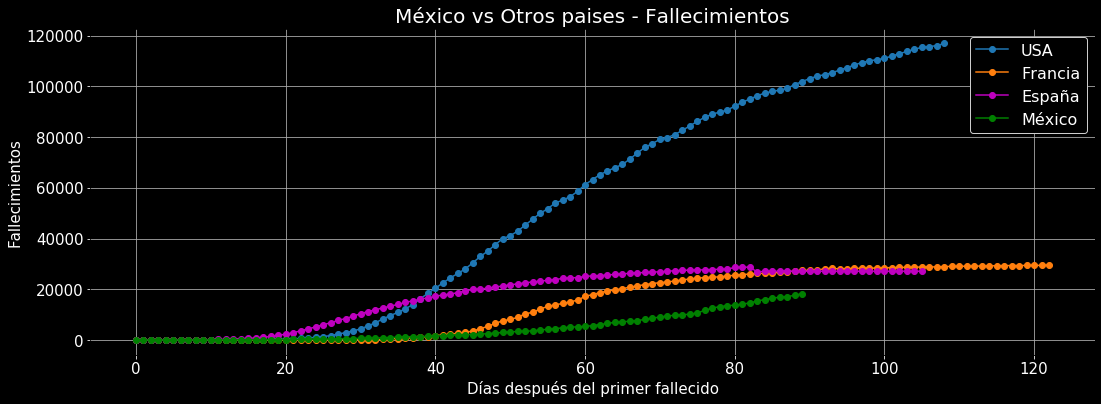 México vs Otros paises - Fallecimientos
120000
100000
80000
60000
40000
20000
0
Fallecimientos
USA
Francia
España
México
0 20 40 60 80 100 120
Días después del primer fallecido